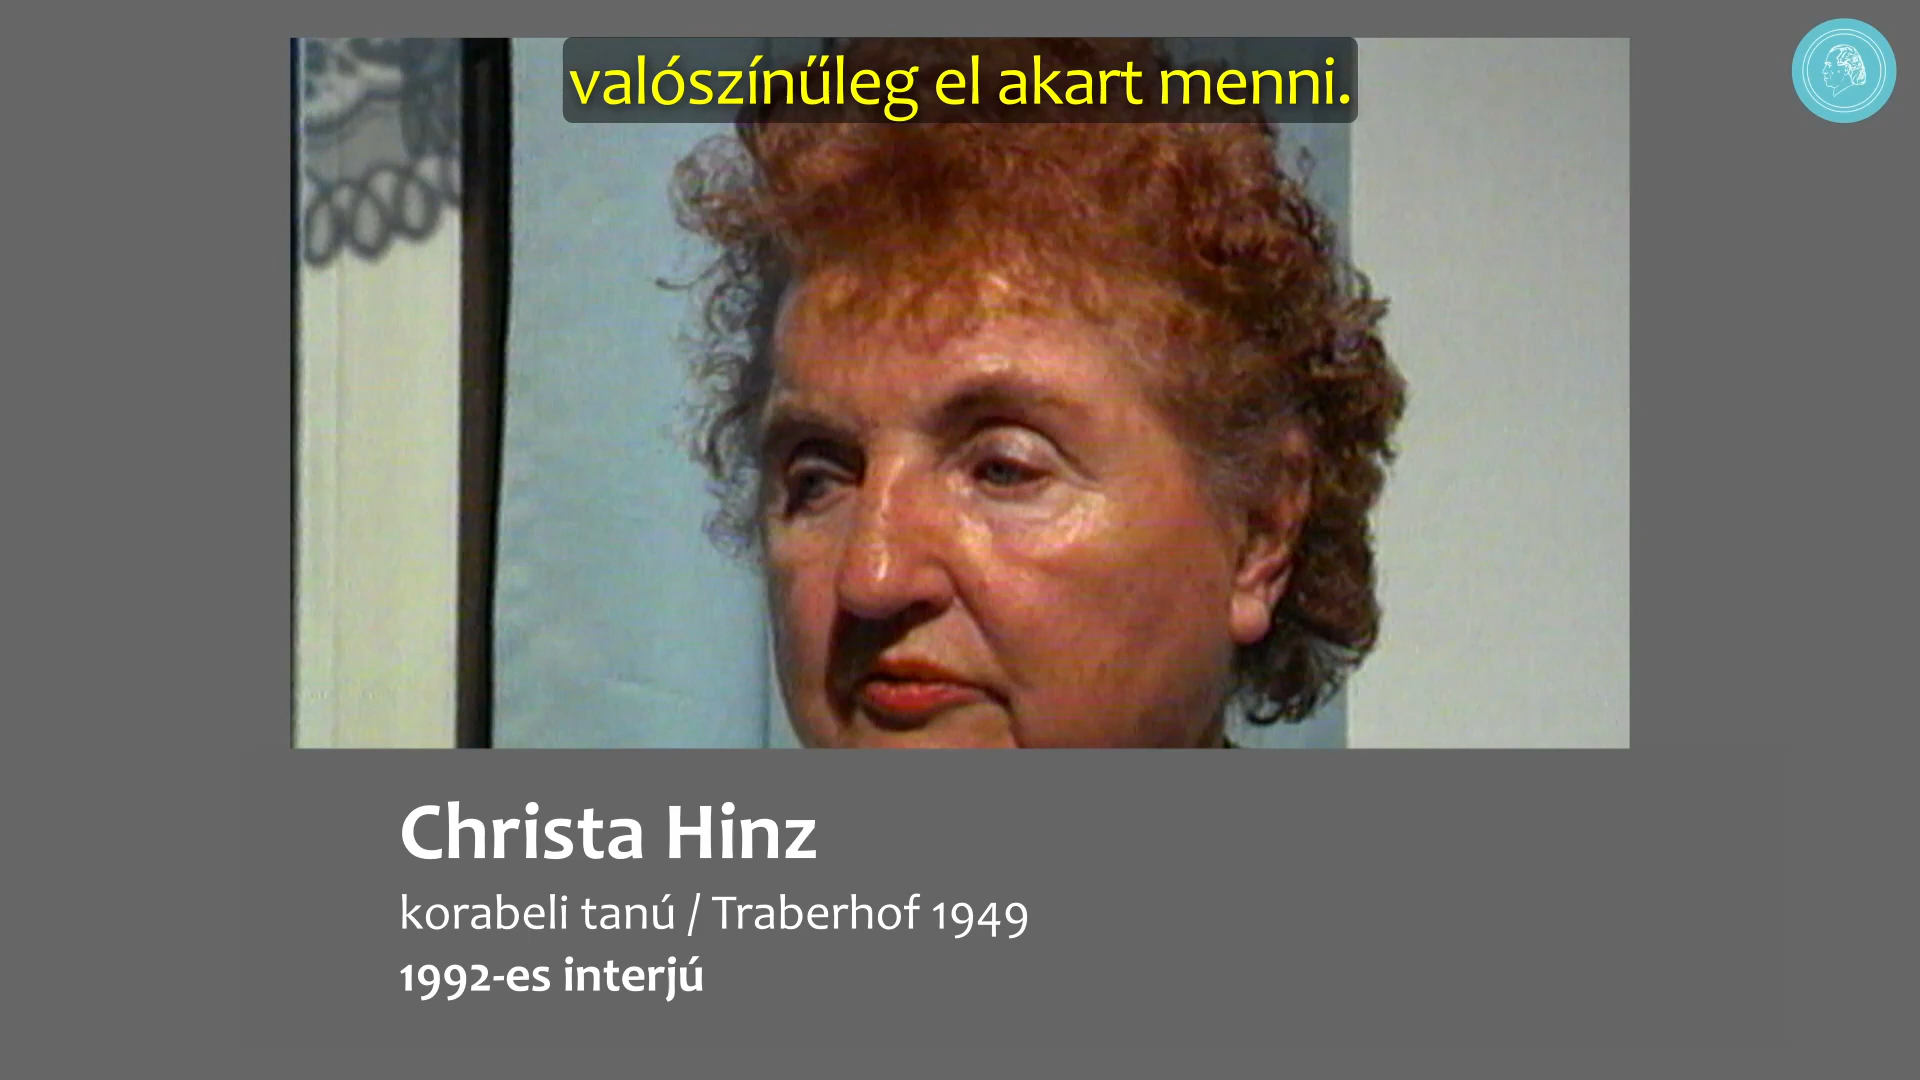 valószínűleg el akart menni.
Christa Hinz
korabeli tanú / Traberhof 1949
1992-es interjú